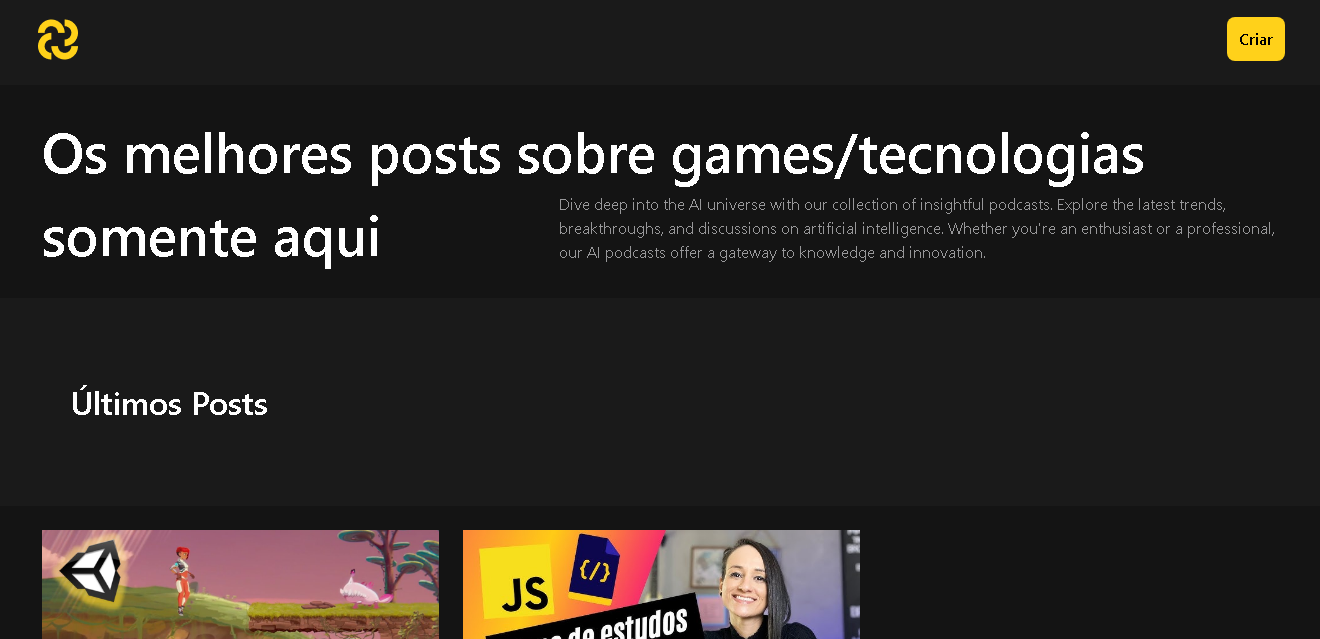 Criar
Os melhores posts sobre games/tecnologias
somente aqui
Dive deep into the AI universe with our collection of insightful podcasts. Explore the latest trends,
breakthroughs, and discussions on artificial intelligence. Whether you're an enthusiast or a professional,
our AI podcasts offer a gateway to knowledge and innovation.
Últimos Posts
JS
</>
de estudos